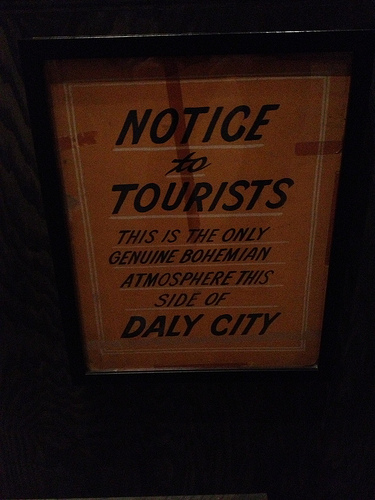 NOTICE
to
TOURISTS
THIS IS THE ONLY
GENUINE BOHEMIAN
ATMOSPHERE THIS
SIDE OF
DALY CITY